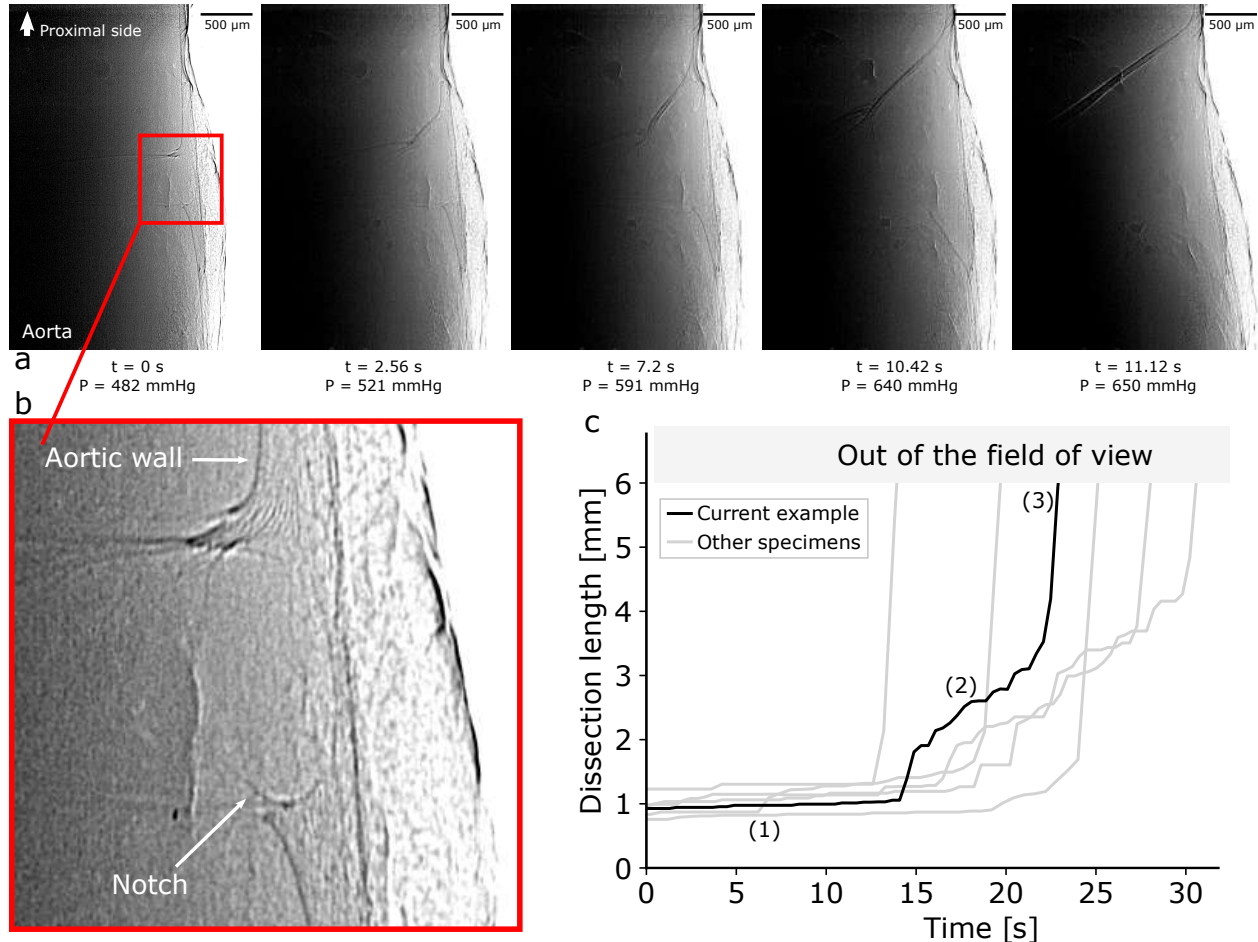 Proximal side
500 µm
500 µm
500 µm
500 µm
500 µm
Aorta
a
t = 0 s
P = 482 mmHg
t = 2.56 s
P = 521 mmHg
t = 7.2 s
P = 591 mmHg
t = 10.42 s
P = 640 mmHg
t = 11.12 s
P = 650 mmHg
b
Aortic wall
Notch
c
Out of the field of view
Current example
Other specimens
(1)
(2)
(3)
Dissection length [mm]
6
5
4
3
2
1
0
0 5 10 15 20 25 30
Time [s]